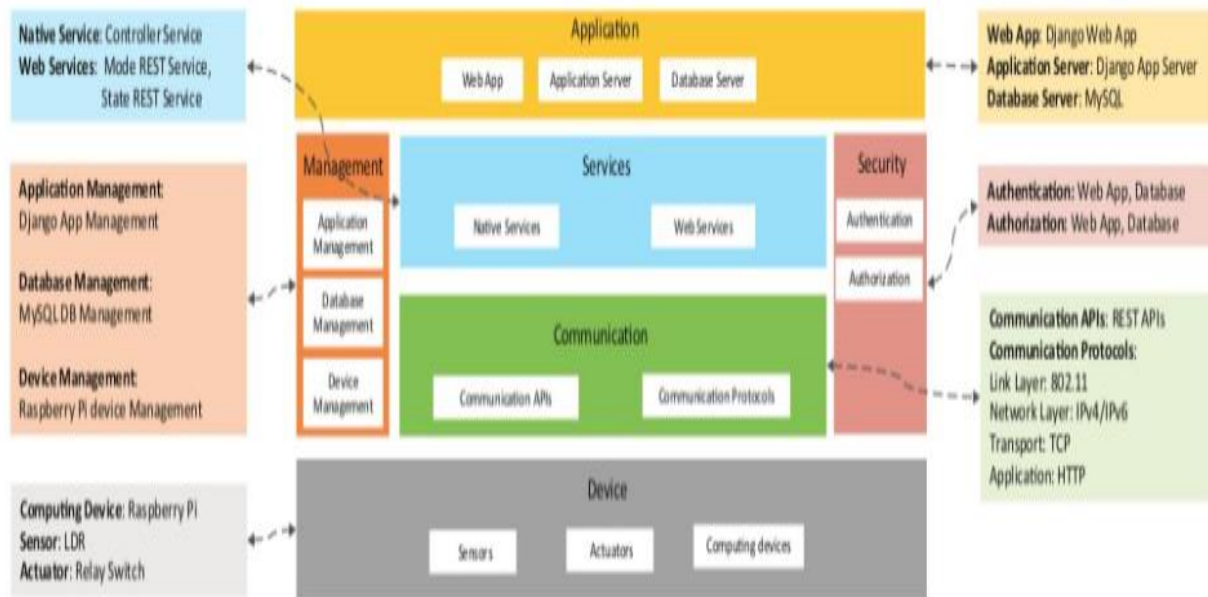 Native Service: Controller Service
Web Services: Mode REST Service,
State REST Service
Application
Web App
Application Server
Database Server
Web App: Django Web App
Application Server: Django App Server
Database Server: MySQL
Application Management:
Django App Management
Database Management:
MySQL DB Management
Device Management:
Raspberry Pi device Management
Management
Application
Management
Database
Management
Device
Management
Services
Native Services
Web Services
Communication
Communication APIs
Communication Protocols
Security
Authentication
Authorization
Authentication: Web App, Database
Authorization: Web App, Database
Communication APIs: REST APIs
Communication Protocols:
Link Layer: 802.11
Network Layer: IPv4/IPv6
Transport: TCP
Application: HTTP
Computing Device: Raspberry Pi
Sensor: LDR
Actuator: Relay Switch
Device
Sensors
Actuators
Computing devices